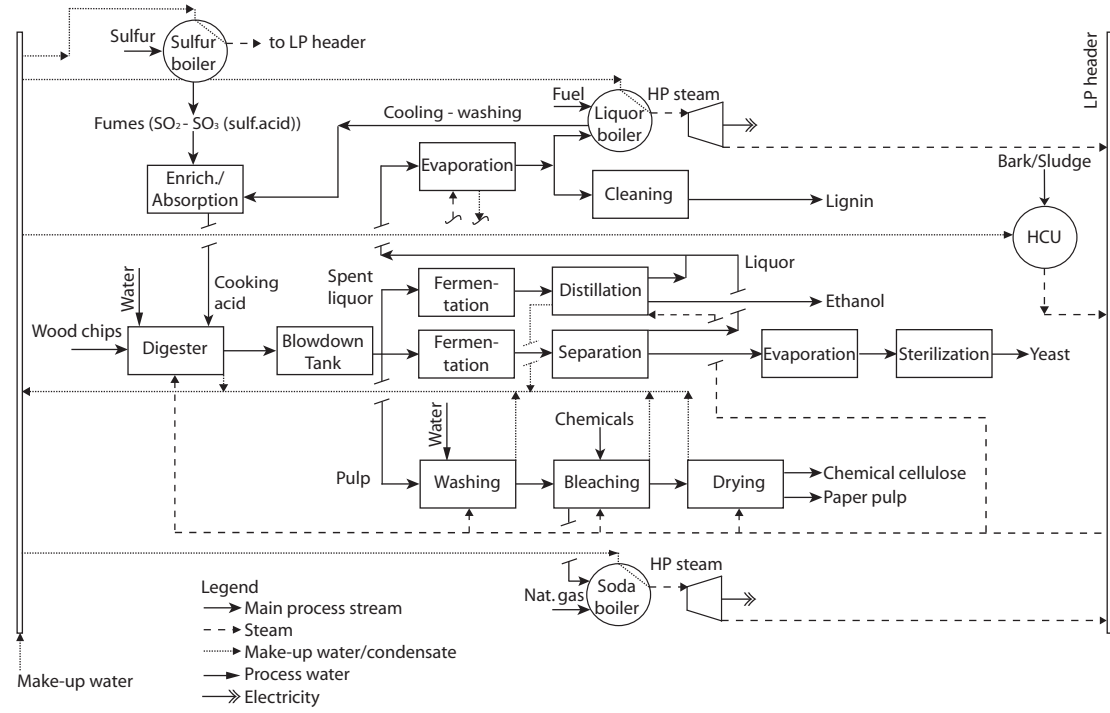 Sulfur
Sulfur
boiler
to LP header
Fumes (SO₂ - SO₃ (sulf.acid))
Enrich./
Absorption
Cooling - washing
Fuel
Liquor
boiler
HP steam
LP header
Evaporation
Cleaning
Lignin
Bark/Sludge
HCU
Water
Cooking
acid
Spent
liquor
Fermen-
tation
Distillation
Liquor
Ethanol
Wood chips
Digester
Blowdown
Tank
Fermen-
tation
Separation
Evaporation
Sterilization
Yeast
Water
Chemicals
Pulp
Washing
Bleaching
Drying
Chemical cellulose
Paper pulp
HP steam
Nat. gas
Soda
boiler
Legend
Main process stream
Steam
Make-up water/condensate
Process water
Electricity
Make-up water